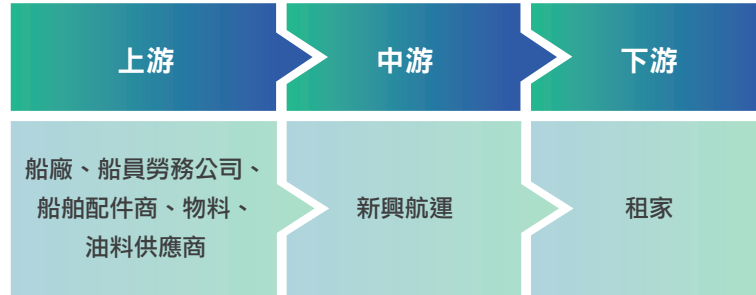 上游
中游
下游
船廠、船員勞務公司、
船舶配件商、物料、
油料供應商
新興航運
租家